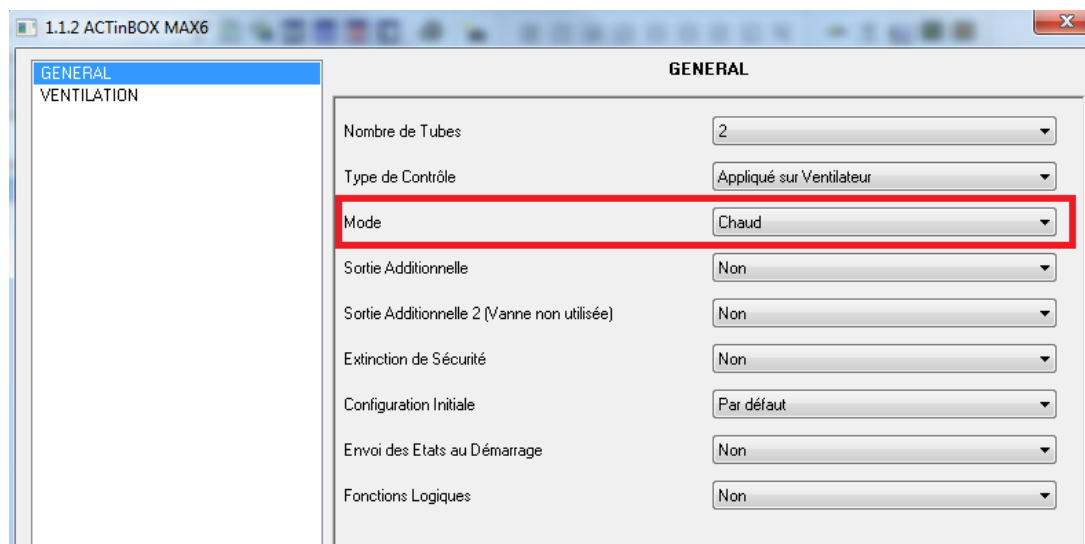 1.1.2 ACTinBOX MAX6
GENERAL
VENTILATION
GENERAL
Nombre de Tubes 2
Type de Contrôle Appliqué sur Ventilateur
Mode Chaud
Sortie Additionnelle Non
Sortie Additionnelle 2 (Vanne non utilisée) Non
Extinction de Sécurité Non
Configuration Initiale Par défaut
Envoi des Etats au Démarrage Non
Fonctions Logiques Non